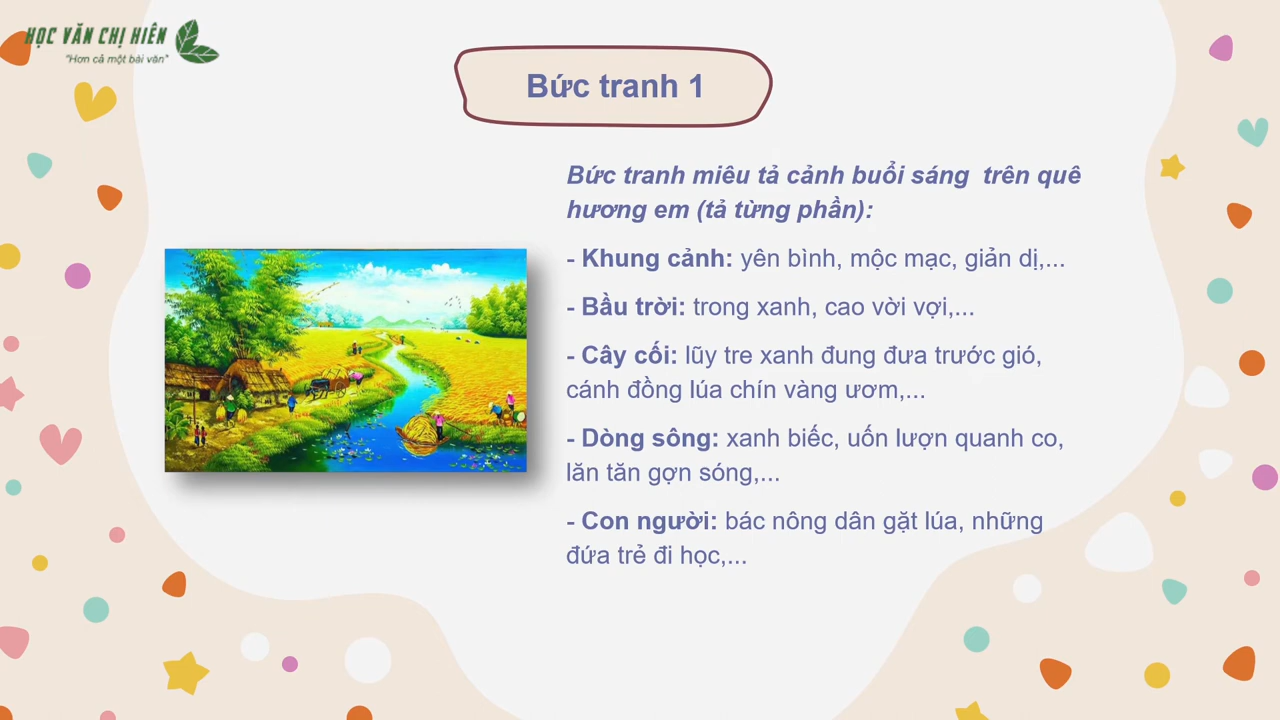 HỌC VĂN CHỊ HIÊN
"Hơn cả một bài văn"
Bức tranh 1
Bức tranh miêu tả cảnh buổi sáng trên quê
hương em (tả từng phần):
- Khung cảnh: yên bình, mộc mạc, giản dị,...
- Bầu trời: trong xanh, cao vời vợi,...
- Cây cối: lũy tre xanh đung đưa trước gió,
cánh đồng lúa chín vàng ươm,...
- Dòng sông: xanh biếc, uốn lượn quanh co,
lăn tăn gợn sóng,...
- Con người: bác nông dân gặt lúa, những
đứa trẻ đi học,...